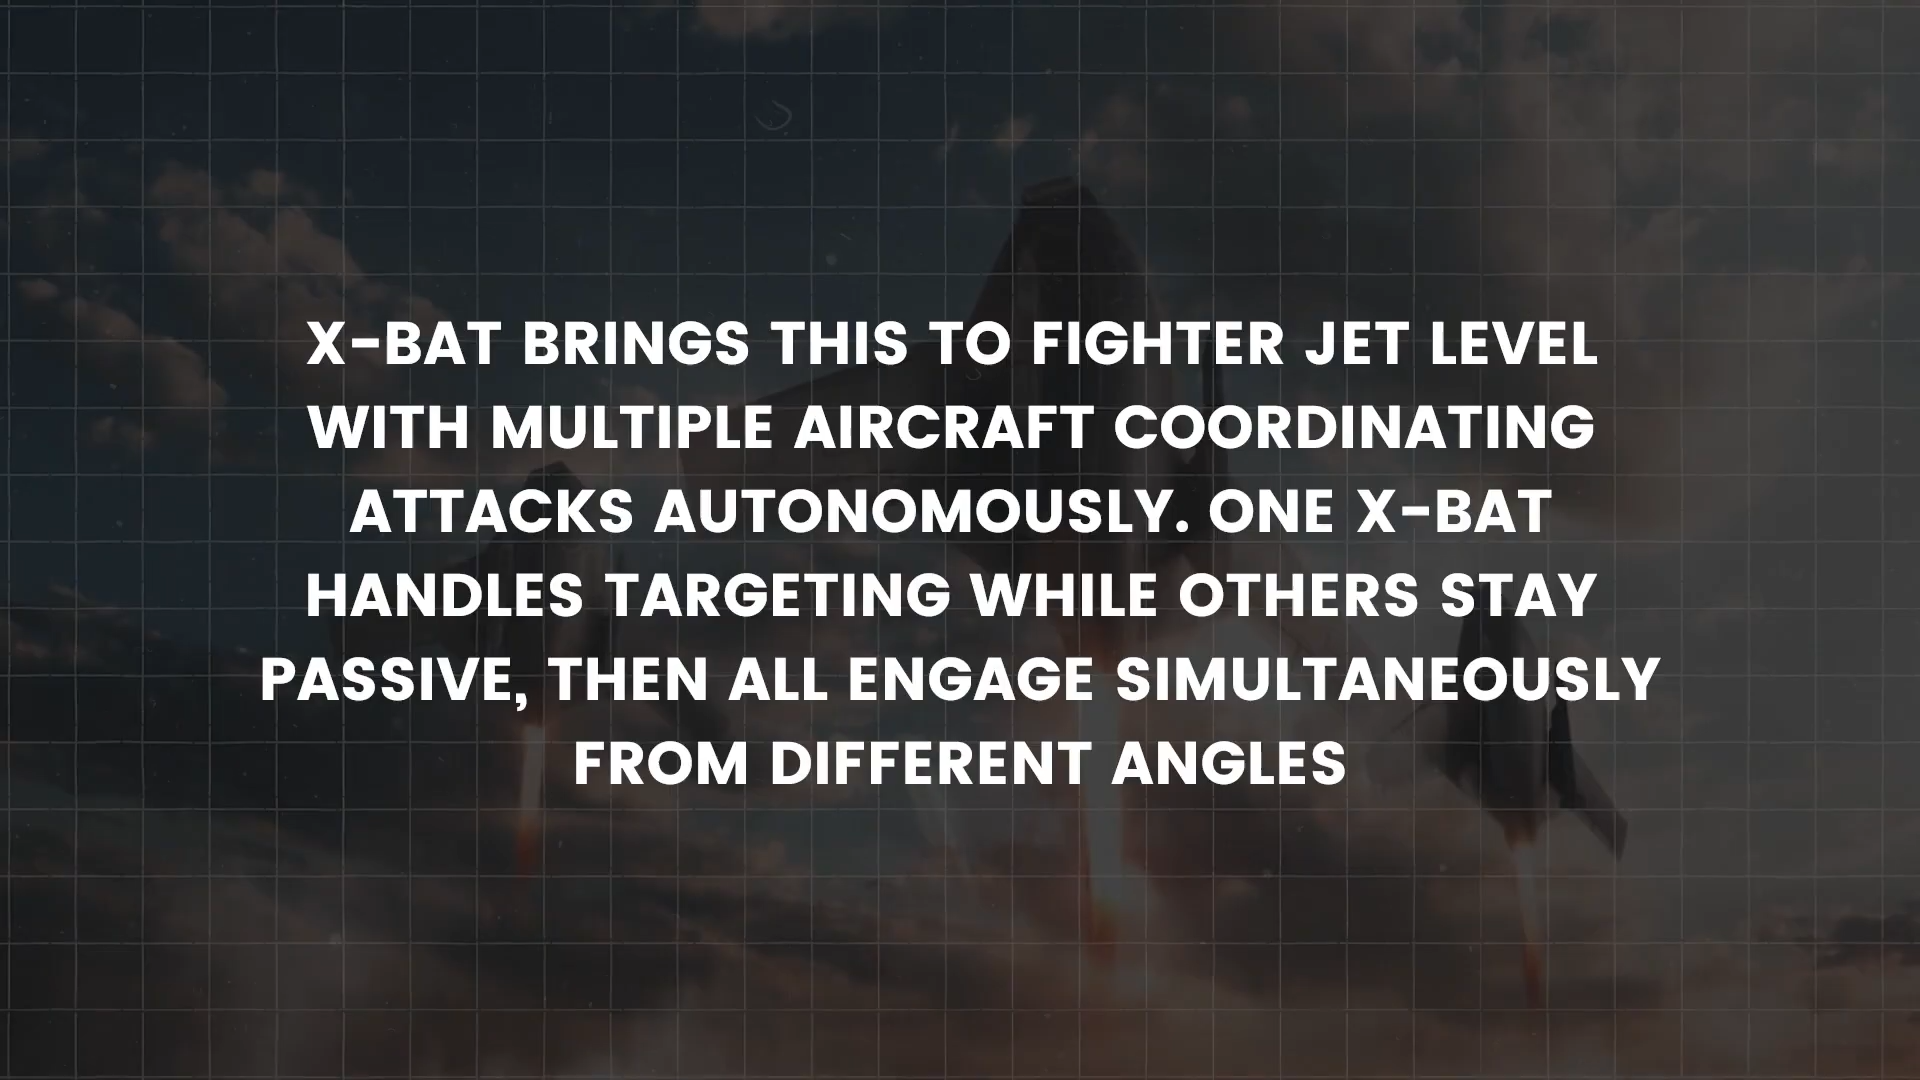 X-BAT BRINGS THIS TO FIGHTER JET LEVEL
WITH MULTIPLE AIRCRAFT COORDINATING
ATTACKS AUTONOMOUSLY. ONE X-BAT
HANDLES TARGETING WHILE OTHERS STAY
PASSIVE, THEN ALL ENGAGE SIMULTANEOUSLY
FROM DIFFERENT ANGLES